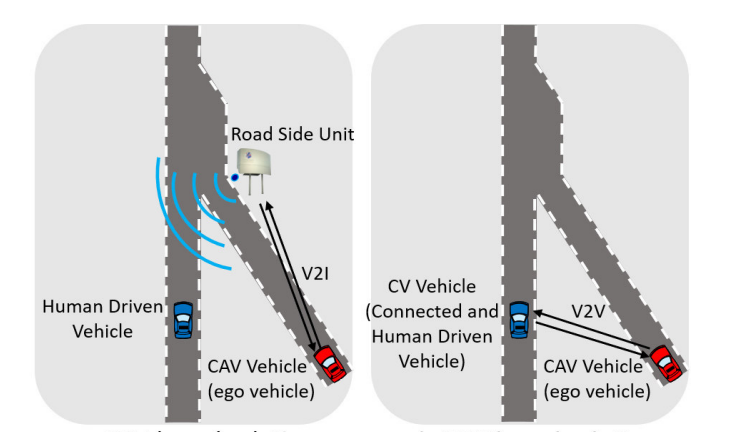 Road Side Unit
V2I
Human Driven
Vehicle
CAV Vehicle
(ego vehicle)
CV Vehicle
(Connected and
Human Driven
Vehicle)
V2V
CAV Vehicle
(ego vehicle)